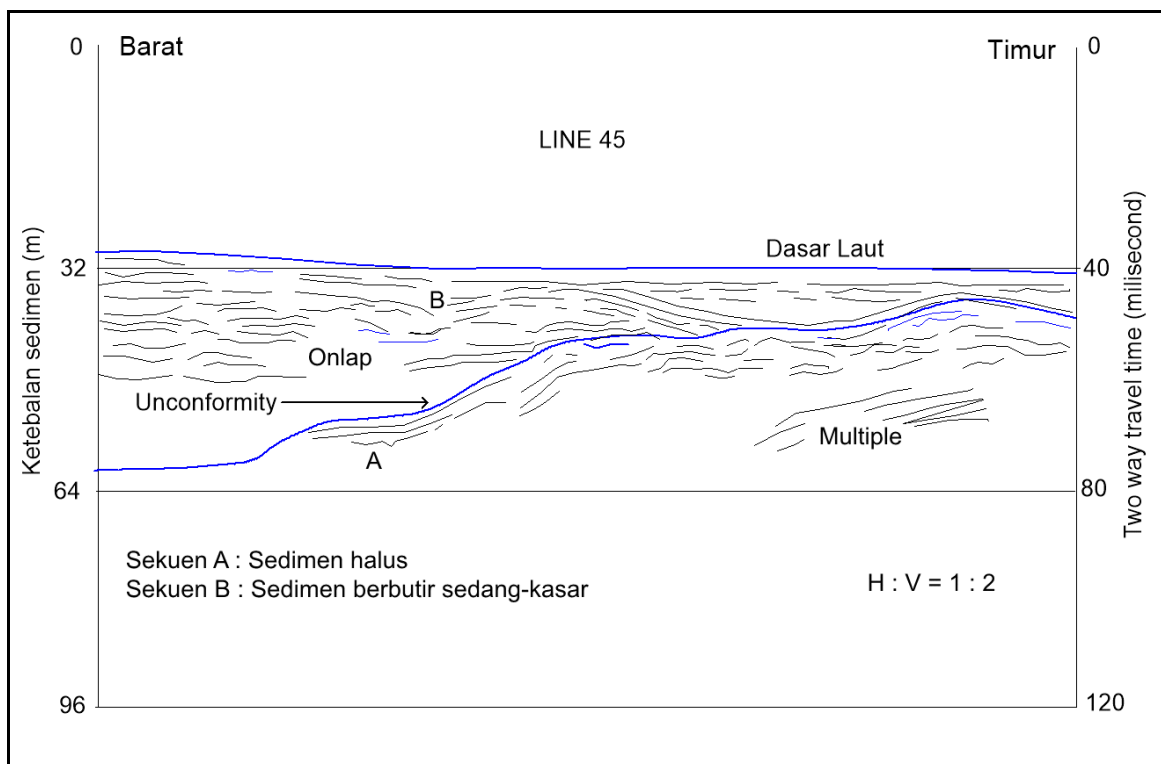 0 Barat Timur 0
LINE 45
Dasar Laut
32 40
B
Onlap
Unconformity
Multiple
A
64 80
Ketebalan sedimen (m)
Two way travel time (milisecond)
Sekuen A : Sedimen halus
Sekuen B : Sedimen berbutir sedang-kasar
H : V = 1 : 2
96 120